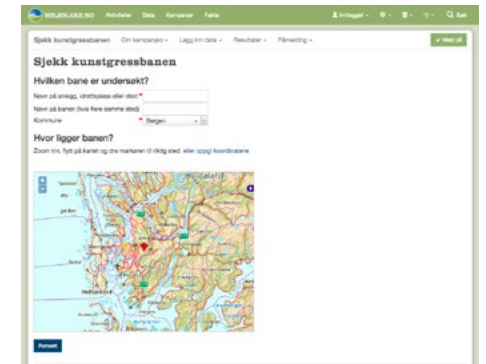 MILJOLARE.NO Aktiviteter Data Kampanjer Fakta Innlogget Søk
Sjekk kunstgressbanen Om kampanjen Legg inn data Resultater Påmelding Meld på
Sjekk kunstgressbanen
Hvilken bane er undersøkt?
Navn på anlegg, idrettsplass eller sted *
Navn på banen (hvis flere samme sted)
Kommune * Bergen
Hvor ligger banen?
Zoom inn, flytt på kartet og dra markøren til riktig sted eller oppgi koordinatene
Fortsett